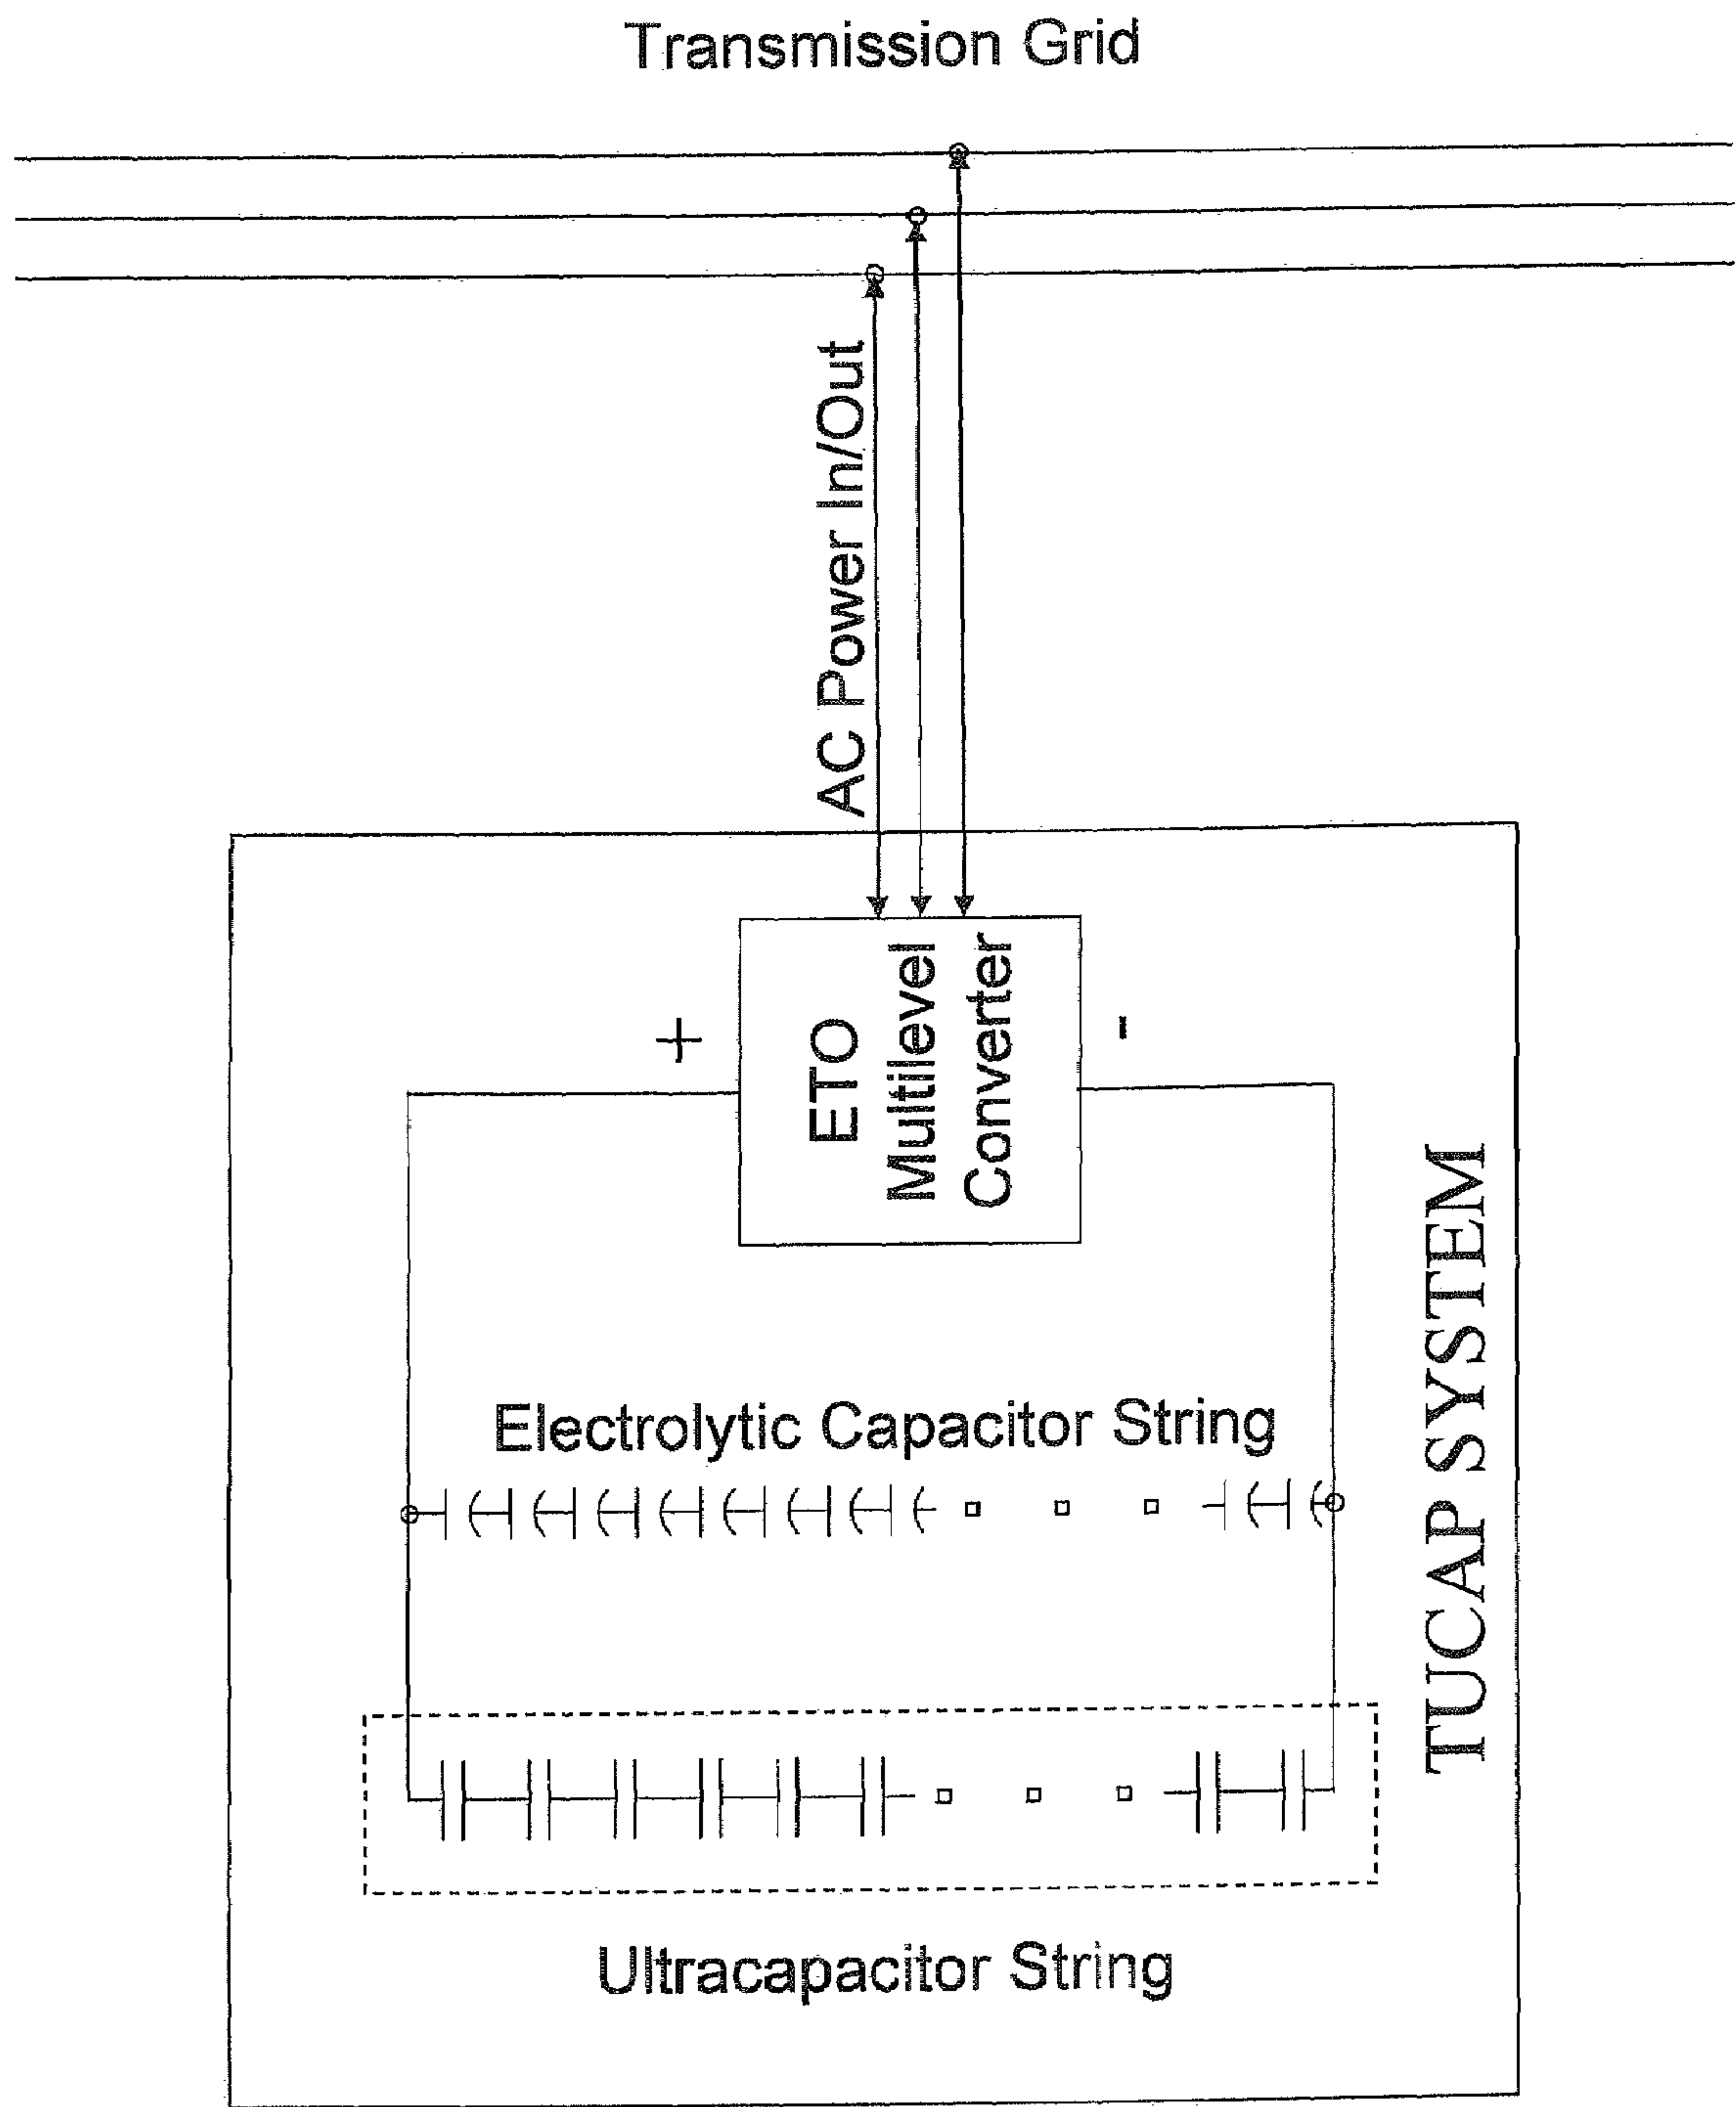 Transmission Grid
AC Power In/Out
+
-
ETO
Multilevel
Converter
Electrolytic Capacitor String
Ultracapacitor String
TUCAP SYSTEM